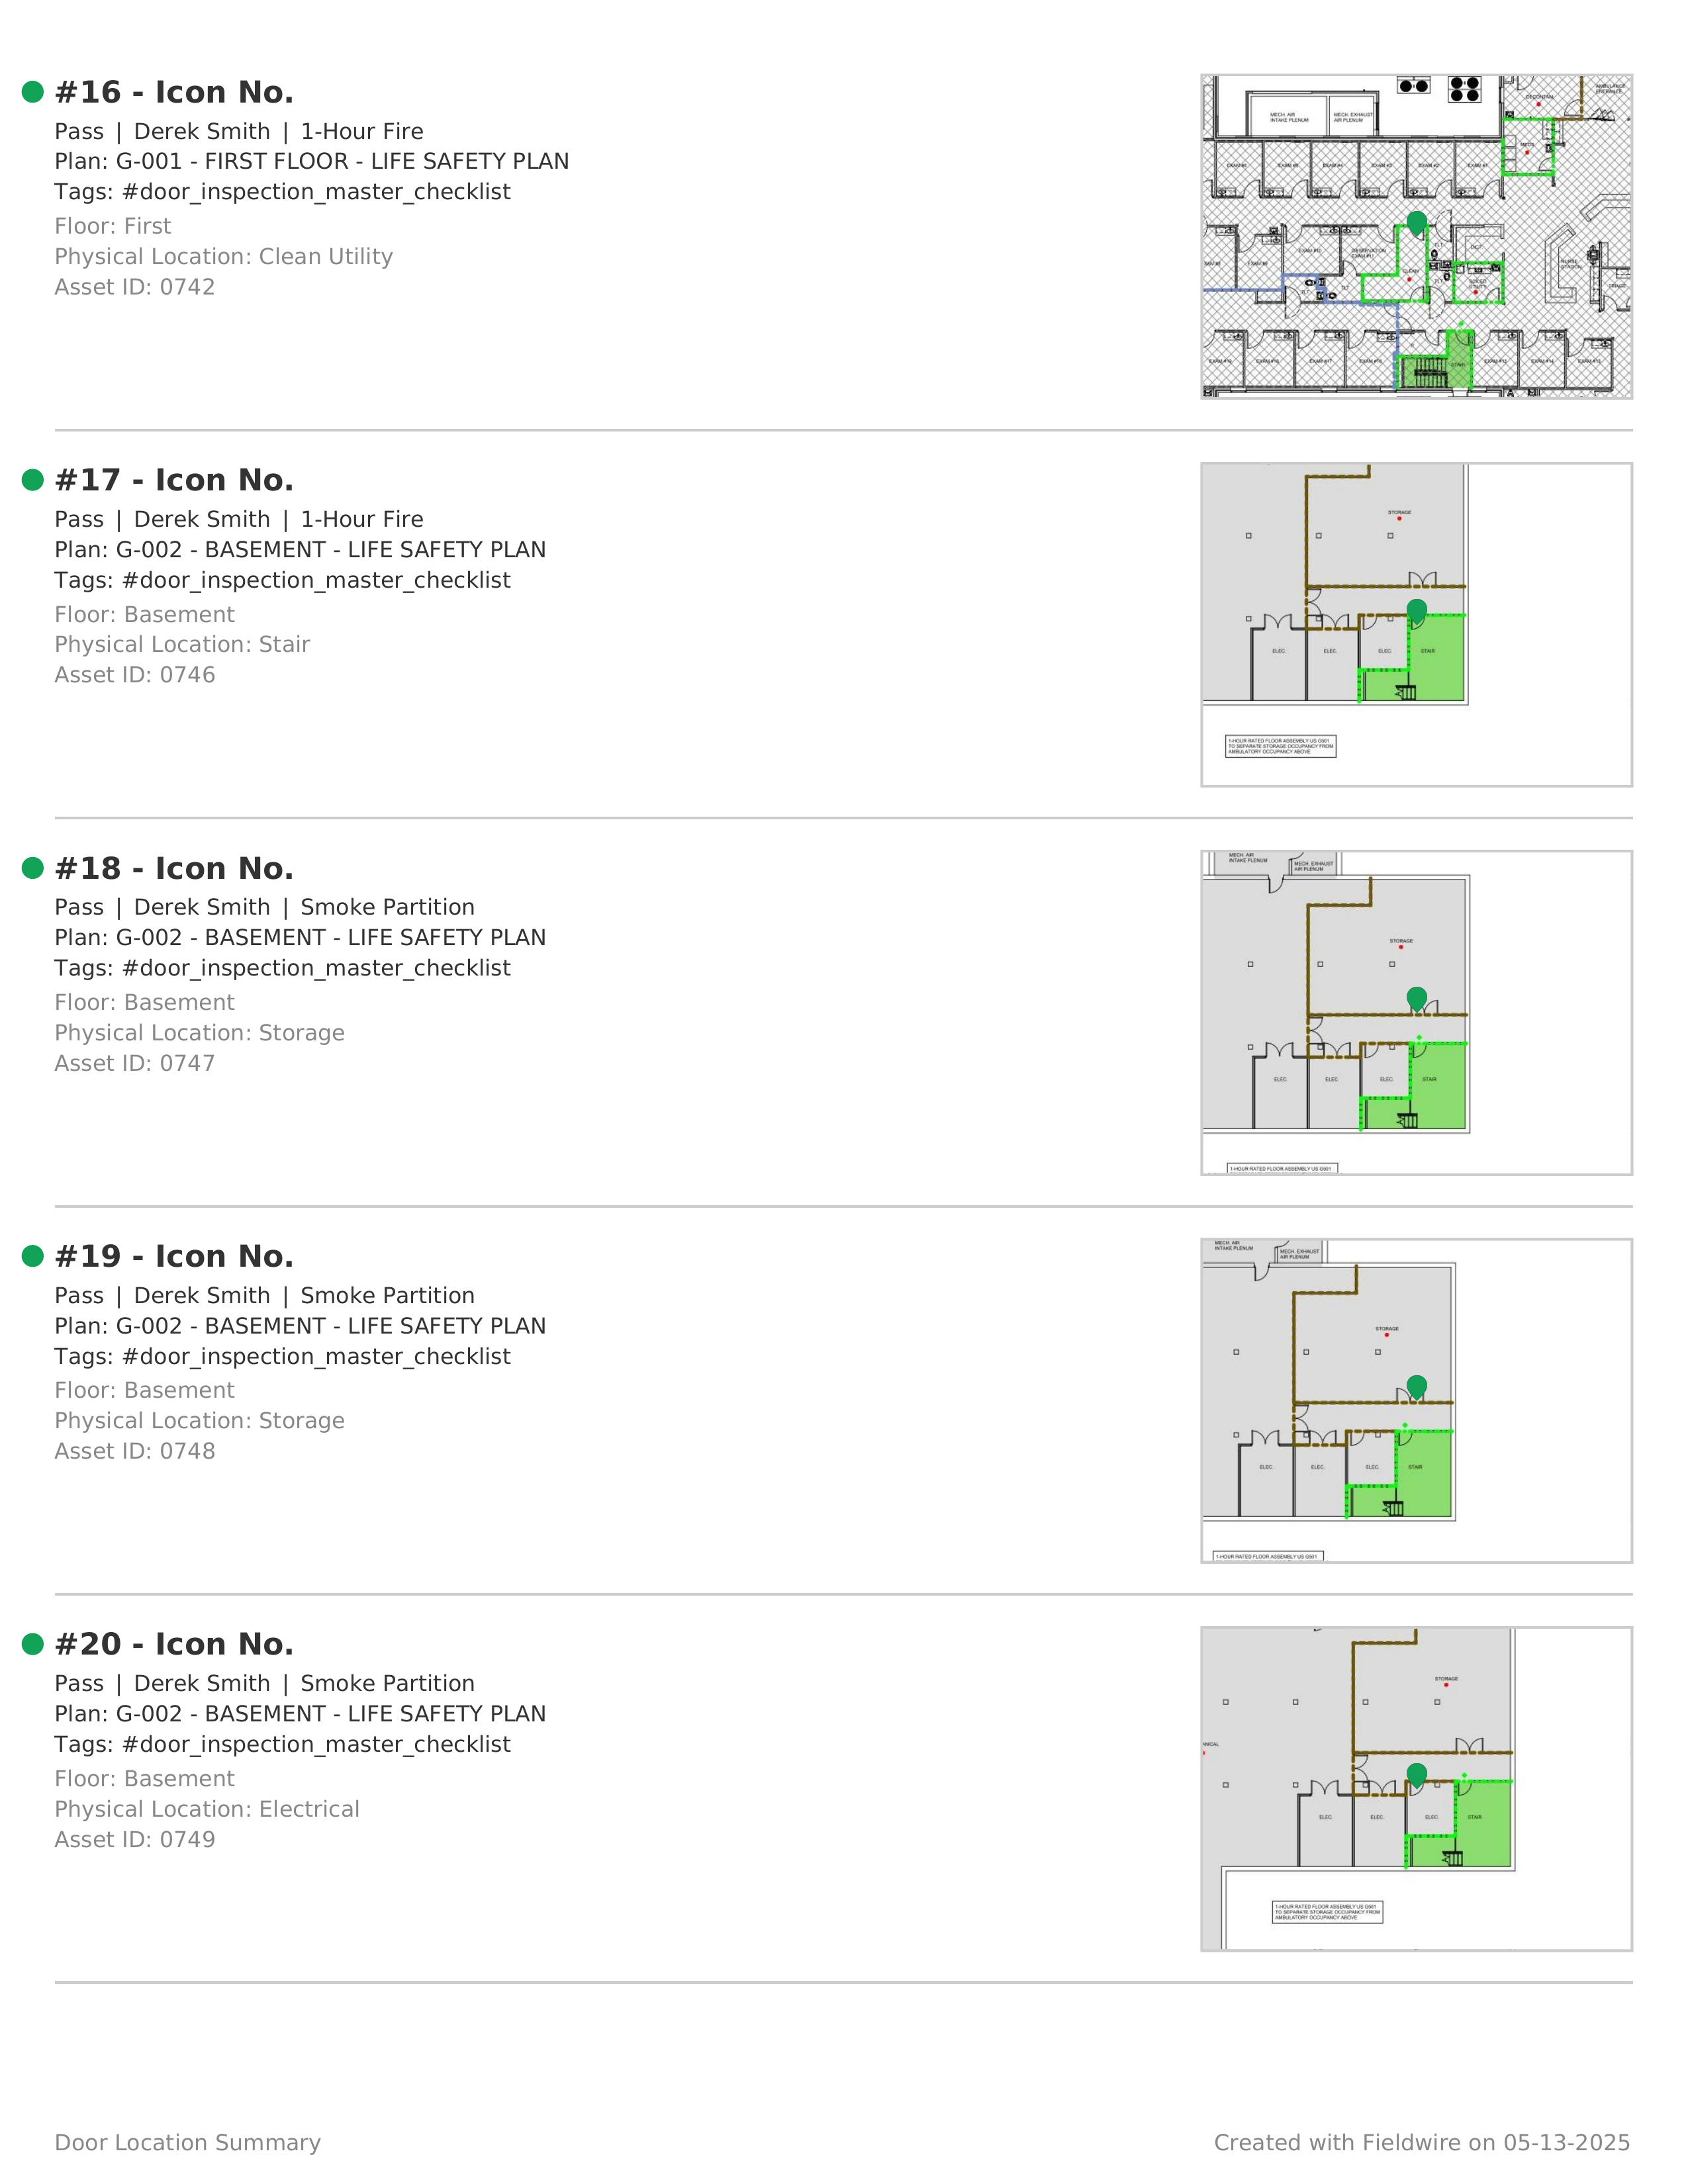 #16 - Icon No.
Pass | Derek Smith | 1-Hour Fire
Plan: G-001 - FIRST FLOOR - LIFE SAFETY PLAN
Tags: #door_inspection_master_checklist
Floor: First
Physical Location: Clean Utility
Asset ID: 0742
MECH. AIR
INTAKE PLENUM
MECH. EXHAUST
AIR PLENUM
STAIR
#17 - Icon No.
Pass | Derek Smith | 1-Hour Fire
Plan: G-002 - BASEMENT - LIFE SAFETY PLAN
Tags: #door_inspection_master_checklist
Floor: Basement
Physical Location: Stair
Asset ID: 0746
STORAGE
ELEC.
ELEC.
ELEC.
STAIR
1-HOUR RATED FLOOR ASSEMBLY US G901
TO SEPARATE STORAGE OCCUPANCY FROM
AMBULATORY OCCUPANCY ABOVE
#18 - Icon No.
Pass | Derek Smith | Smoke Partition
Plan: G-002 - BASEMENT - LIFE SAFETY PLAN
Tags: #door_inspection_master_checklist
Floor: Basement
Physical Location: Storage
Asset ID: 0747
MECH. AIR
INTAKE PLENUM
MECH. EXHAUST
AIR PLENUM
STORAGE
ELEC.
ELEC.
ELEC.
STAIR
1-HOUR RATED FLOOR ASSEMBLY US G901
#19 - Icon No.
Pass | Derek Smith | Smoke Partition
Plan: G-002 - BASEMENT - LIFE SAFETY PLAN
Tags: #door_inspection_master_checklist
Floor: Basement
Physical Location: Storage
Asset ID: 0748
MECH. AIR
INTAKE PLENUM
MECH. EXHAUST
AIR PLENUM
STORAGE
ELEC.
ELEC.
ELEC.
STAIR
1-HOUR RATED FLOOR ASSEMBLY US G901
#20 - Icon No.
Pass | Derek Smith | Smoke Partition
Plan: G-002 - BASEMENT - LIFE SAFETY PLAN
Tags: #door_inspection_master_checklist
Floor: Basement
Physical Location: Electrical
Asset ID: 0749
STORAGE
ELEC.
ELEC.
ELEC.
STAIR
1-HOUR RATED FLOOR ASSEMBLY US G901
TO SEPARATE STORAGE OCCUPANCY FROM
AMBULATORY OCCUPANCY ABOVE
Door Location Summary
Created with Fieldwire on 05-13-2025